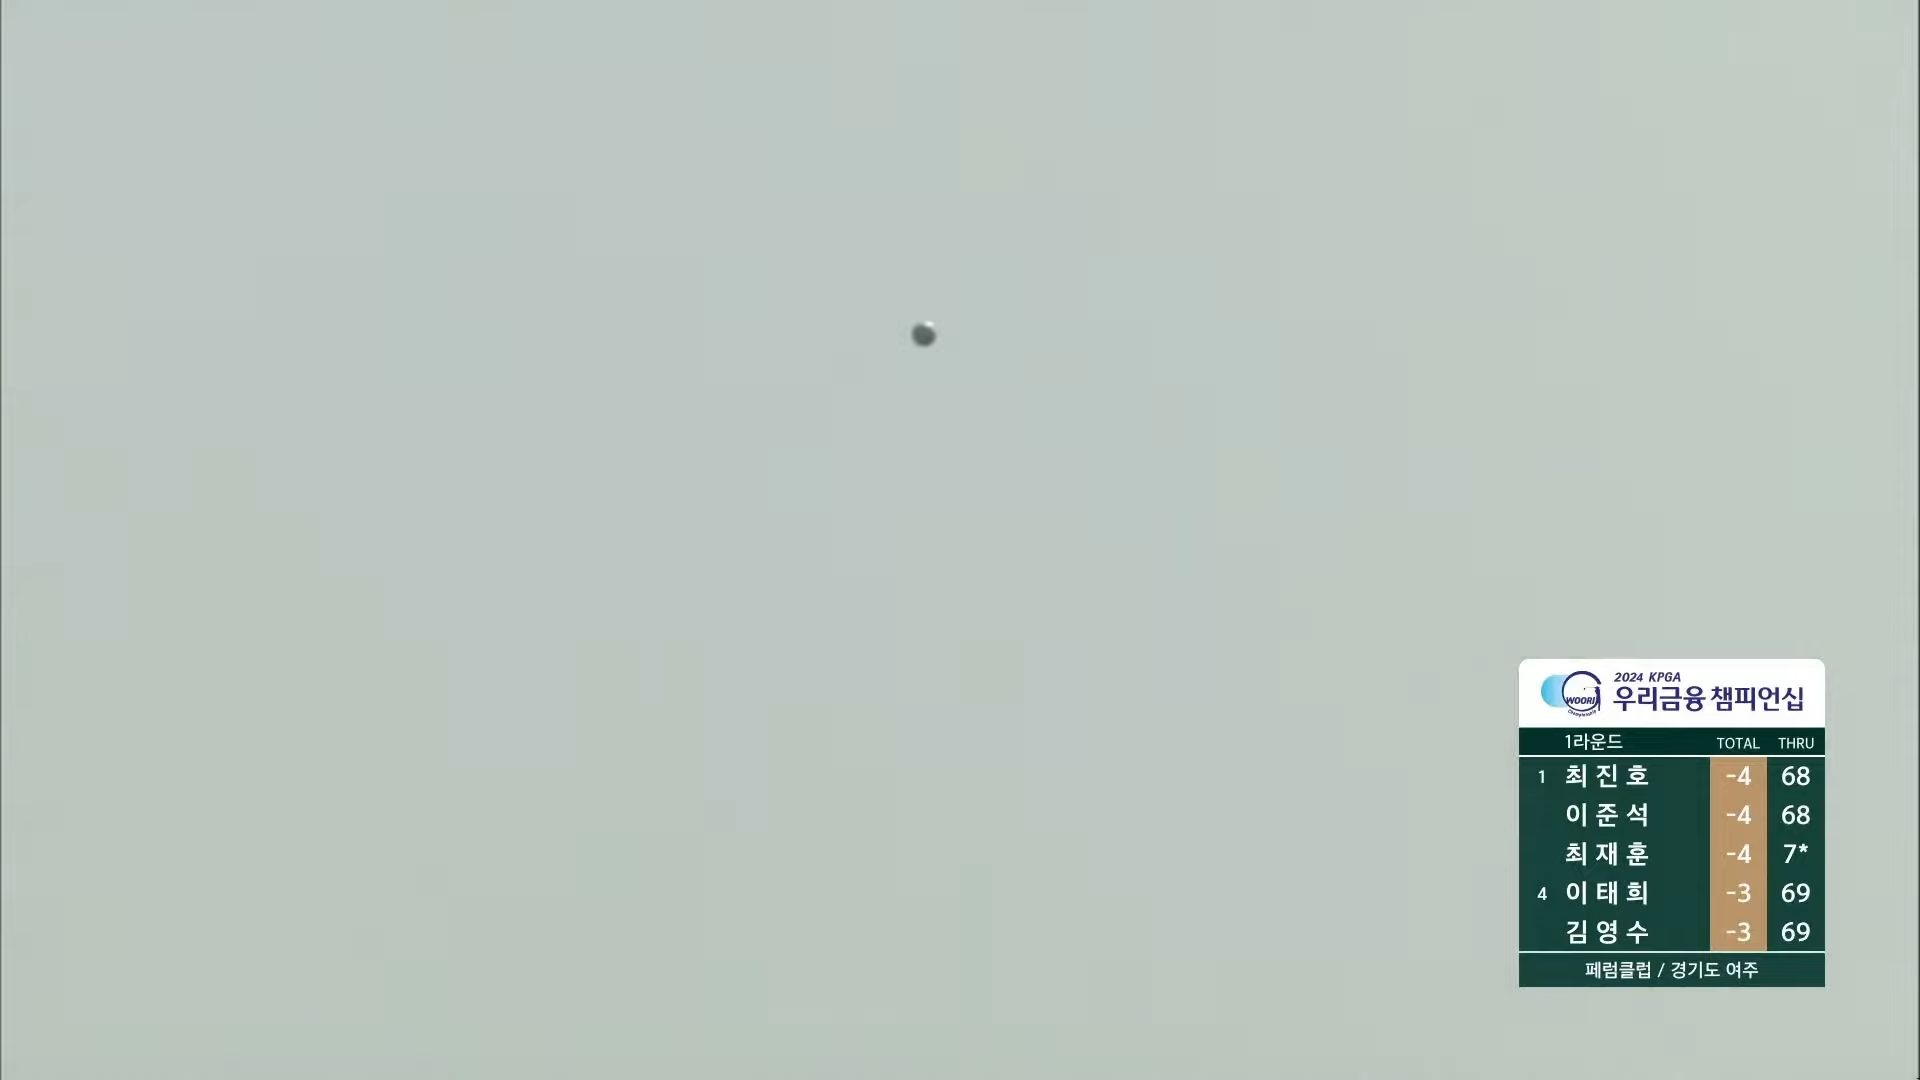 WOORI
Championship
2024 KPGA
우리금융 챔피언십
1라운드 TOTAL THRU
1 최진호 -4 68
이준석 -4 68
최재훈 -4 7*
4 이태희 -3 69
김영수 -3 69
페럼클럽 / 경기도 여주